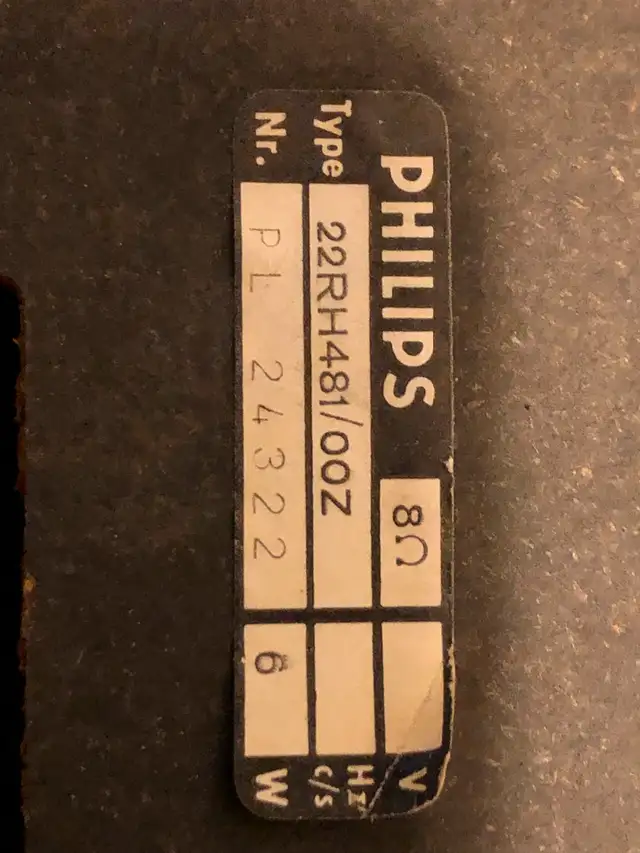 PHILIPS 8Ω V
Type 22RH481/00Z Hz c/s
Nr. PL 24322 6 W